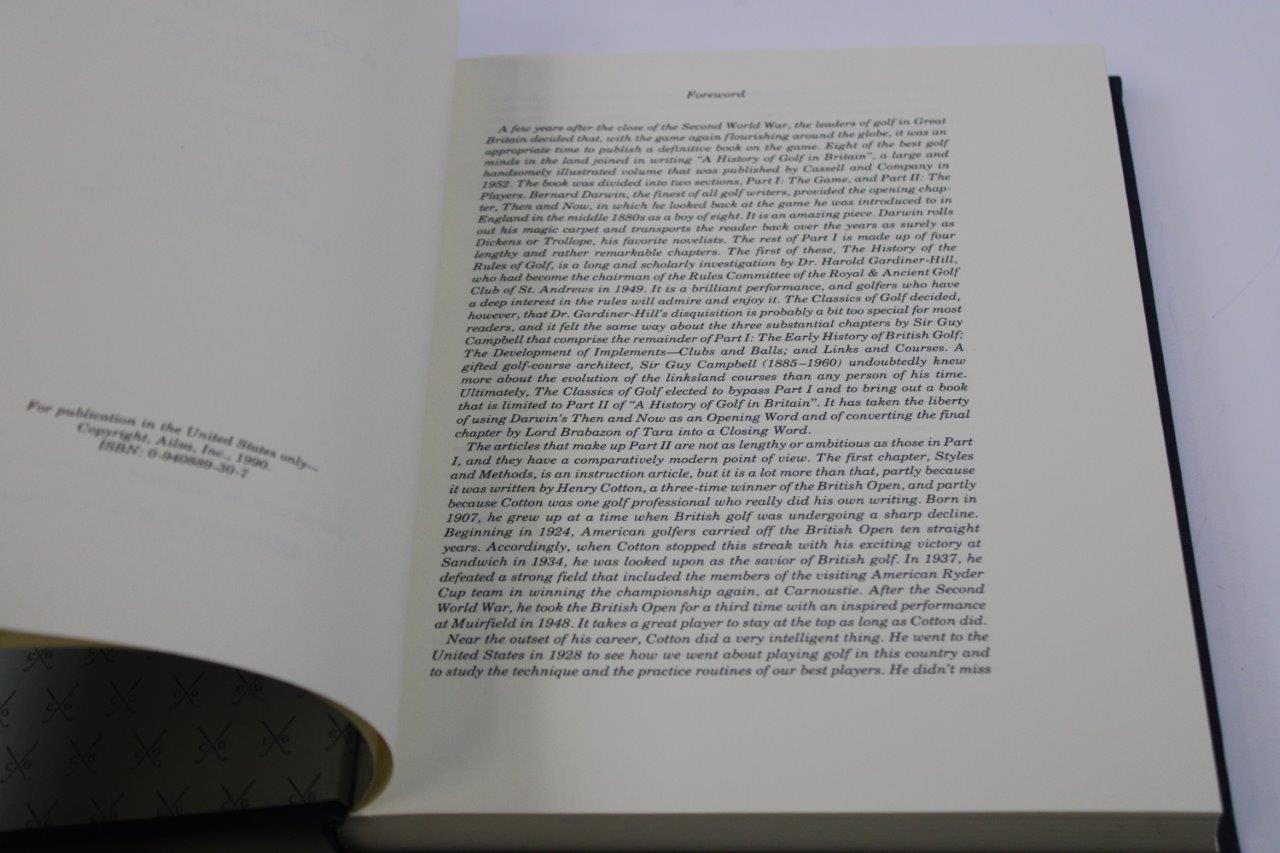 For publication in the United States only—
Copyright, Ailsa, Inc., 1990.
ISBN: 0-940889-30-7
Foreword
A few years after the close of the Second World War, the leaders of golf in Great
Britain decided that, with the game again flourishing around the globe, it was an
appropriate time to publish a definitive book on the game. Eight of the best golf
minds in the land joined in writing "A History of Golf in Britain", a large and
handsomely illustrated volume that was published by Cassell and Company in
1952. The book was divided into two sections, Part I: The Game, and Part II: The
Players. Bernard Darwin, the finest of all golf writers, provided the opening chap-
ter, Then and Now, in which he looked back at the game he was introduced to in
England in the middle 1880s as a boy of eight. It is an amazing piece. Darwin rolls
out his magic carpet and transports the reader back over the years as surely as
Dickens or Trollope, his favorite novelists. The rest of Part I is made up of four
lengthy and rather remarkable chapters. The first of these, The History of the
Rules of Golf, is a long and scholarly investigation by Dr. Harold Gardiner-Hill,
who had become the chairman of the Rules Committee of the Royal & Ancient Golf
Club of St. Andrews in 1949. It is a brilliant performance, and golfers who have
a deep interest in the rules will admire and enjoy it. The Classics of Golf decided,
however, that Dr. Gardiner-Hill's disquisition is probably a bit too special for most
readers, and it felt the same way about the three substantial chapters by Sir Guy
Campbell that comprise the remainder of Part I: The Early History of British Golf;
The Development of Implements—Clubs and Balls; and Links and Courses. A
gifted golf-course architect, Sir Guy Campbell (1885–1960) undoubtedly knew
more about the evolution of the linksland courses than any person of his time.
Ultimately, The Classics of Golf elected to bypass Part I and to bring out a book
that is limited to Part II of "A History of Golf in Britain". It has taken the liberty
of using Darwin's Then and Now as an Opening Word and of converting the final
chapter by Lord Brabazon of Tara into a Closing Word.
The articles that make up Part II are not as lengthy or ambitious as those in Part
I, and they have a comparatively modern point of view. The first chapter, Styles
and Methods, is an instruction article, but it is a lot more than that, partly because
it was written by Henry Cotton, a three-time winner of the British Open, and partly
because Cotton was one golf professional who really did his own writing. Born in
1907, he grew up at a time when British golf was undergoing a sharp decline.
Beginning in 1924, American golfers carried off the British Open ten straight
years. Accordingly, when Cotton stopped this streak with his exciting victory at
Sandwich in 1934, he was looked upon as the savior of British golf. In 1937, he
defeated a strong field that included the members of the visiting American Ryder
Cup team in winning the championship again, at Carnoustie. After the Second
World War, he took the British Open for a third time with an inspired performance
at Muirfield in 1948. It takes a great player to stay at the top as long as Cotton did.
Near the outset of his career, Cotton did a very intelligent thing. He went to the
United States in 1928 to see how we went about playing golf in this country and
to study the technique and the practice routines of our best players. He didn't miss